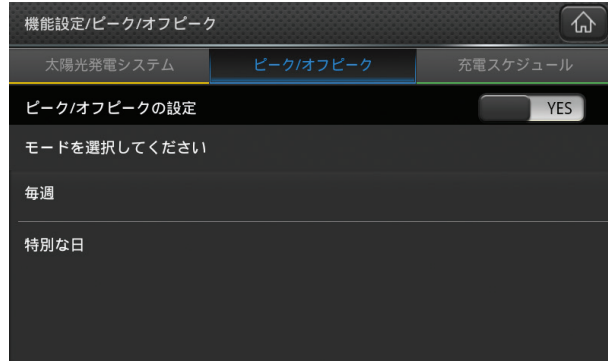 機能設定/ピーク/オフピーク
太陽光発電システム ピーク/オフピーク 充電スケジュール
ピーク/オフピークの設定 YES
モードを選択してください
毎週
特別な日